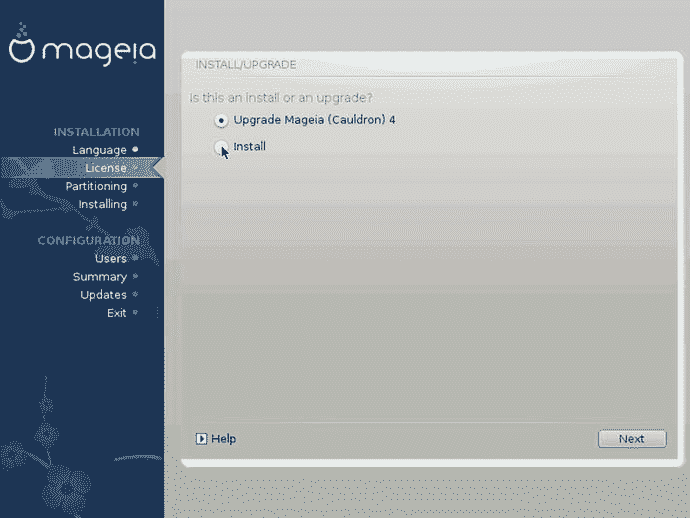 mageia
INSTALLATION
Language
License
Partitioning
Installing
CONFIGURATION
Users
Summary
Updates
Exit
INSTALL/UPGRADE
Is this an install or an upgrade?
Upgrade Mageia (Cauldron) 4
Install
Help
Next